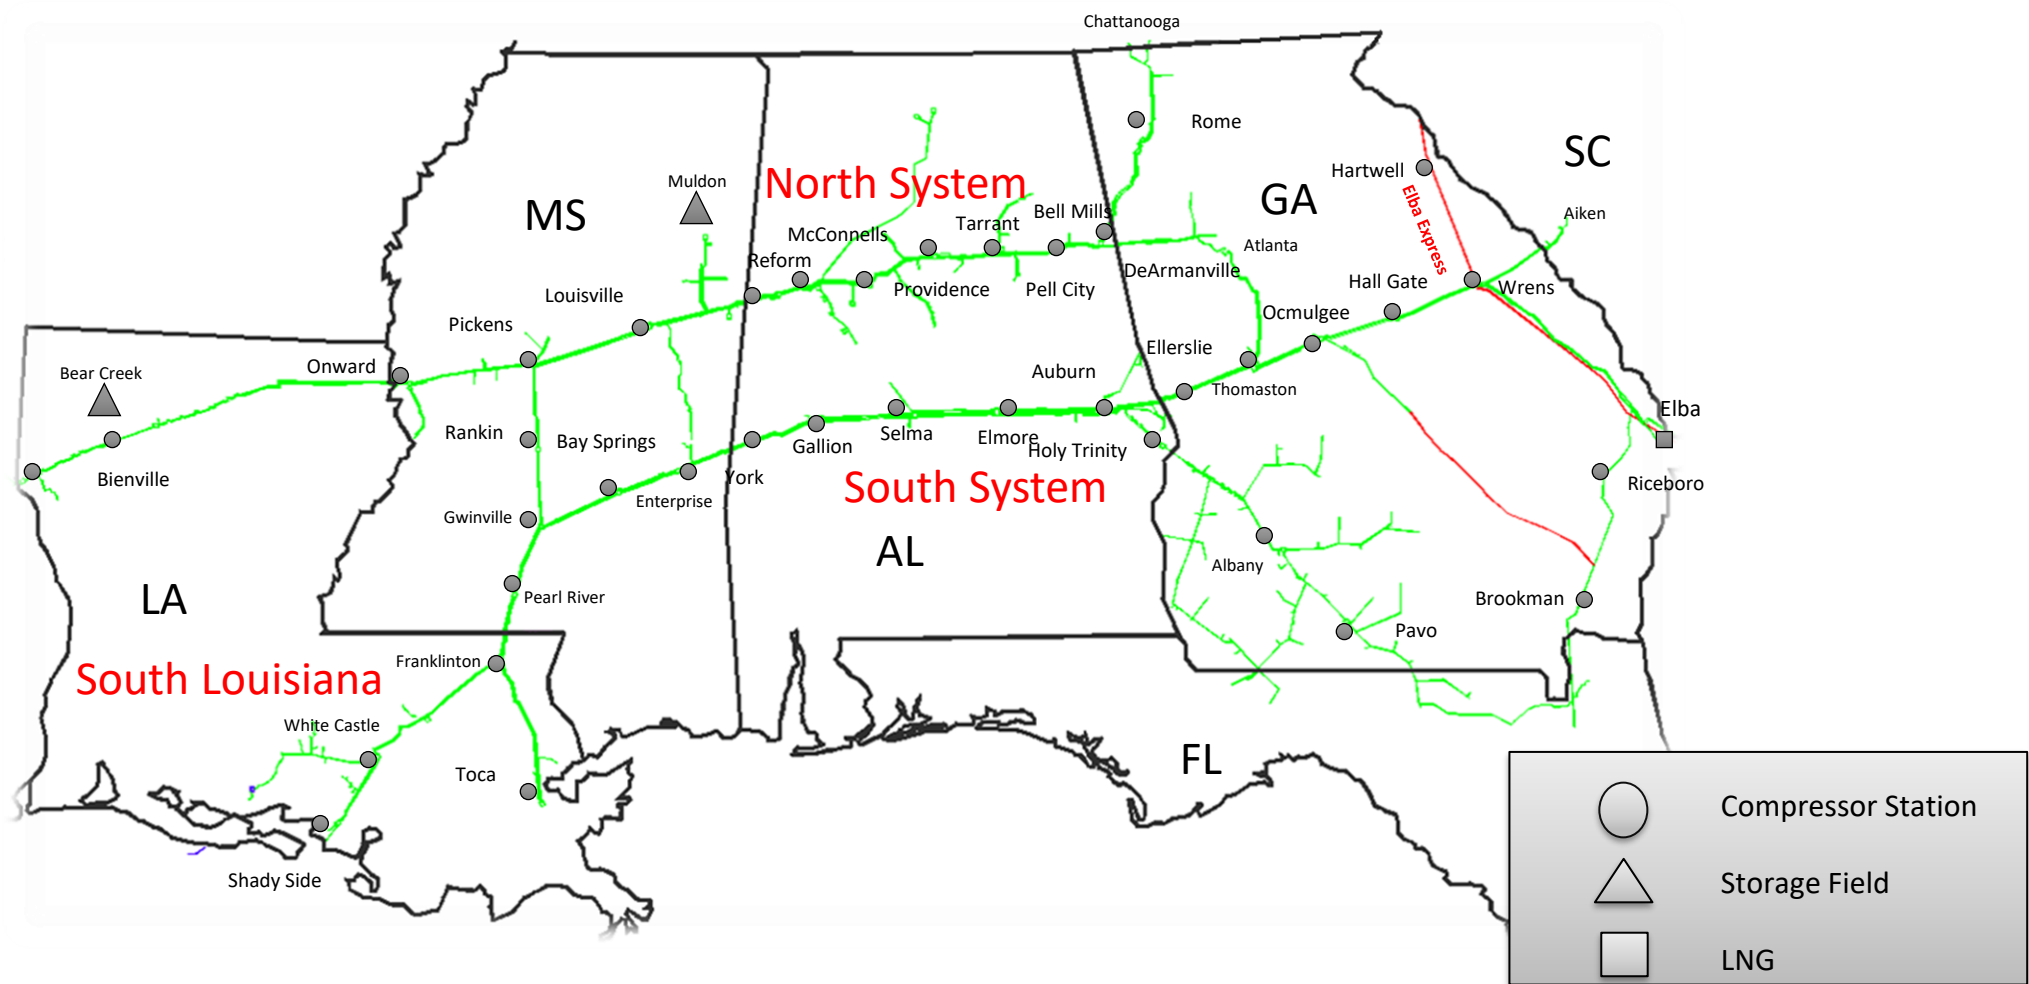 Chattanooga
Rome
SC
Hartwell
Muldon
North System
GA
MS
Elba Express
Aiken
Bell Mills
Tarrant
McConnells
Atlanta
Reform
DeArmanville
Hall Gate
Wrens
Providence
Pell City
Louisville
Ocmulgee
Pickens
Ellerslie
Onward
Bear Creek
Auburn
Thomaston
Elba
Rankin
Bay Springs
Gallion
Selma
Elmore
Holy Trinity
Bienville
York
South System
Riceboro
Enterprise
Gwinville
AL
Albany
LA
Pearl River
Brookman
Pavo
Franklinton
South Louisiana
White Castle
Toca
FL
Shady Side
Compressor Station
Storage Field
LNG